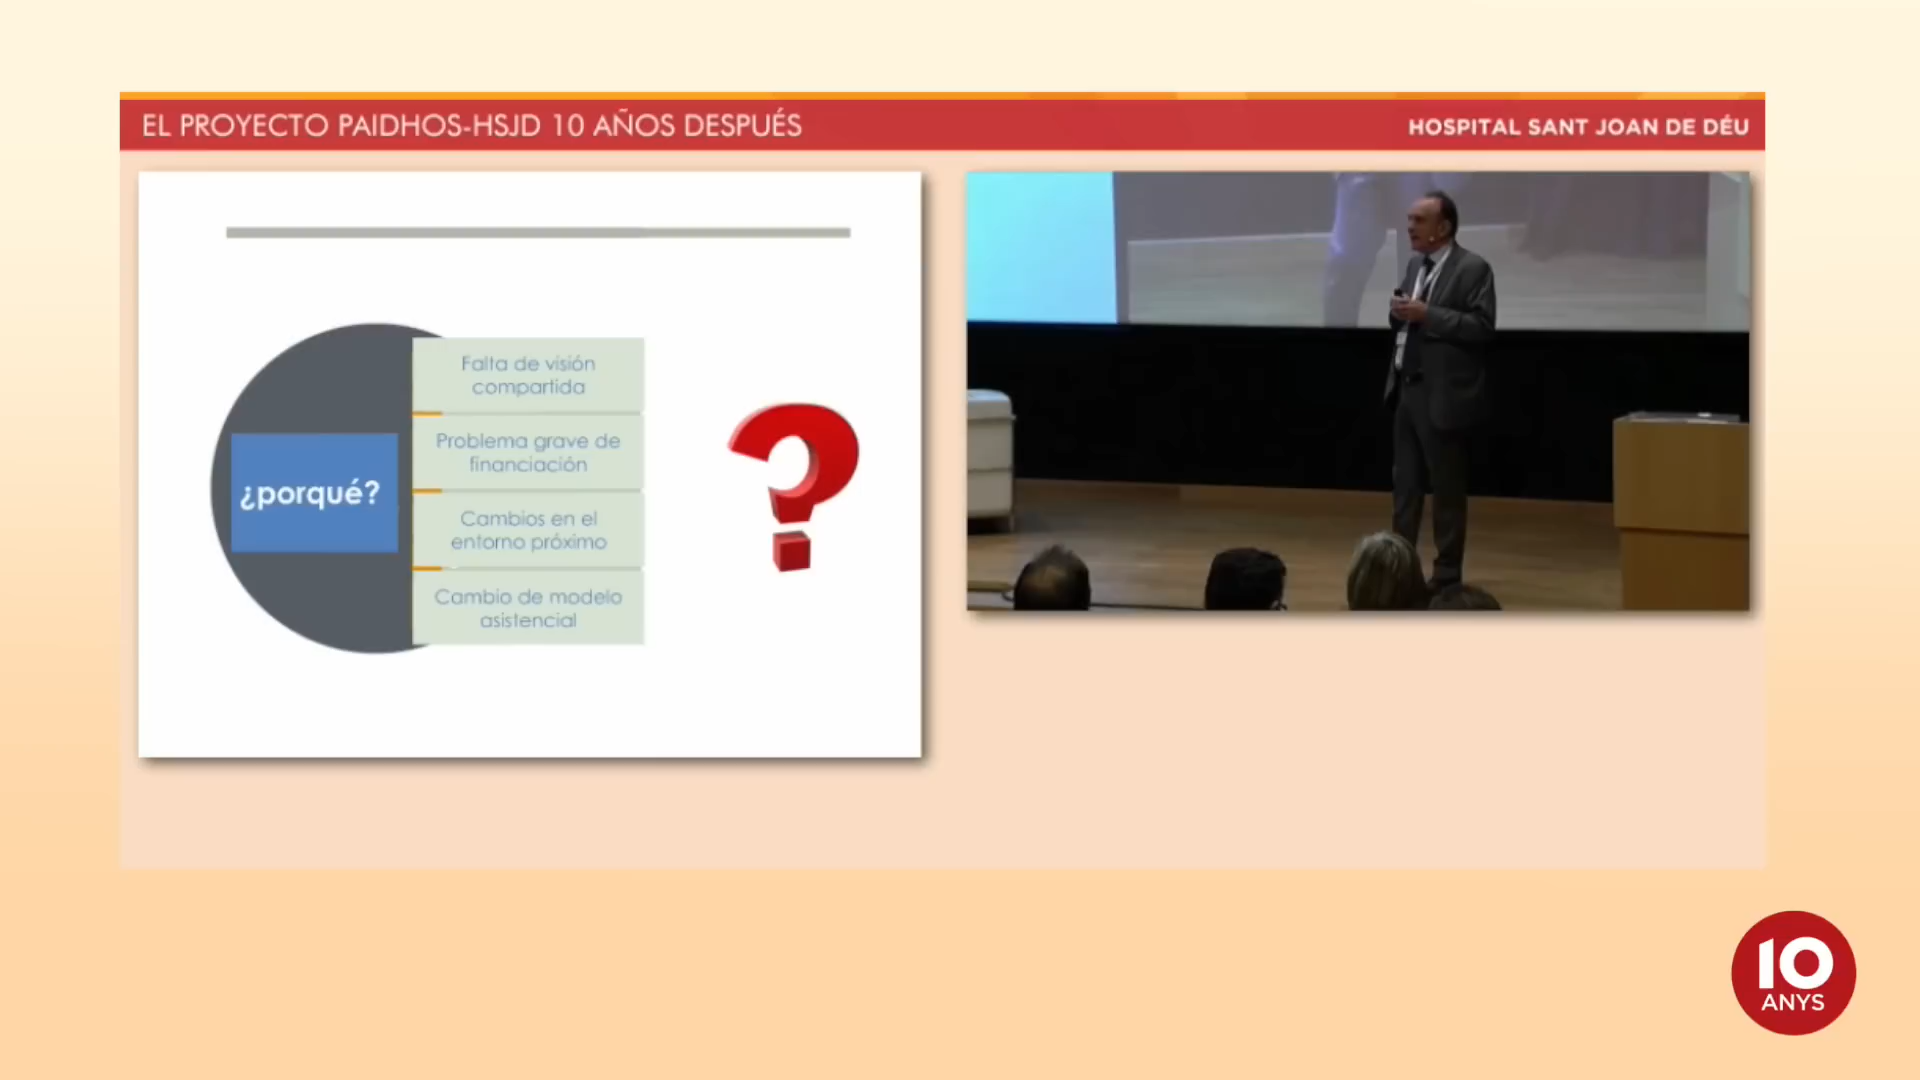 EL PROYECTO PAIDHOS-HSJD 10 AÑOS DESPUÉS
HOSPITAL SANT JOAN DE DÉU
¿porqué?
Falta de visión
compartida
Problema grave de
financiación
Cambios en el
entorno próximo
Cambio de modelo
asistencial
?
10
ANYS